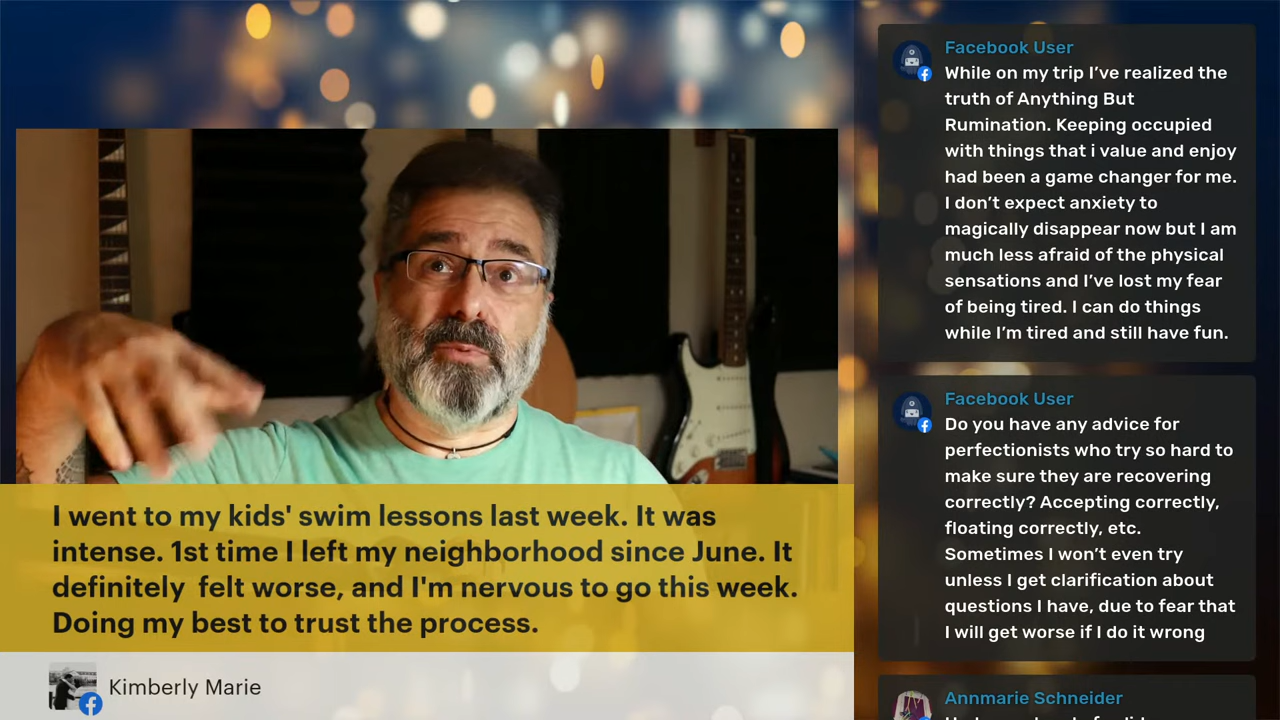 I went to my kids' swim lessons last week. It was
intense. 1st time I left my neighborhood since June. It
definitely  felt worse, and I'm nervous to go this week.
Doing my best to trust the process.
Kimberly Marie
Facebook User
While on my trip I’ve realized the
truth of Anything But
Rumination. Keeping occupied
with things that i value and enjoy
had been a game changer for me.
I don’t expect anxiety to
magically disappear now but I am
much less afraid of the physical
sensations and I’ve lost my fear
of being tired. I can do things
while I’m tired and still have fun.
Facebook User
Do you have any advice for
perfectionists who try so hard to
make sure they are recovering
correctly? Accepting correctly,
floating correctly, etc.
Sometimes I won’t even try
unless I get clarification about
questions I have, due to fear that
I will get worse if I do it wrong
Annmarie Schneider